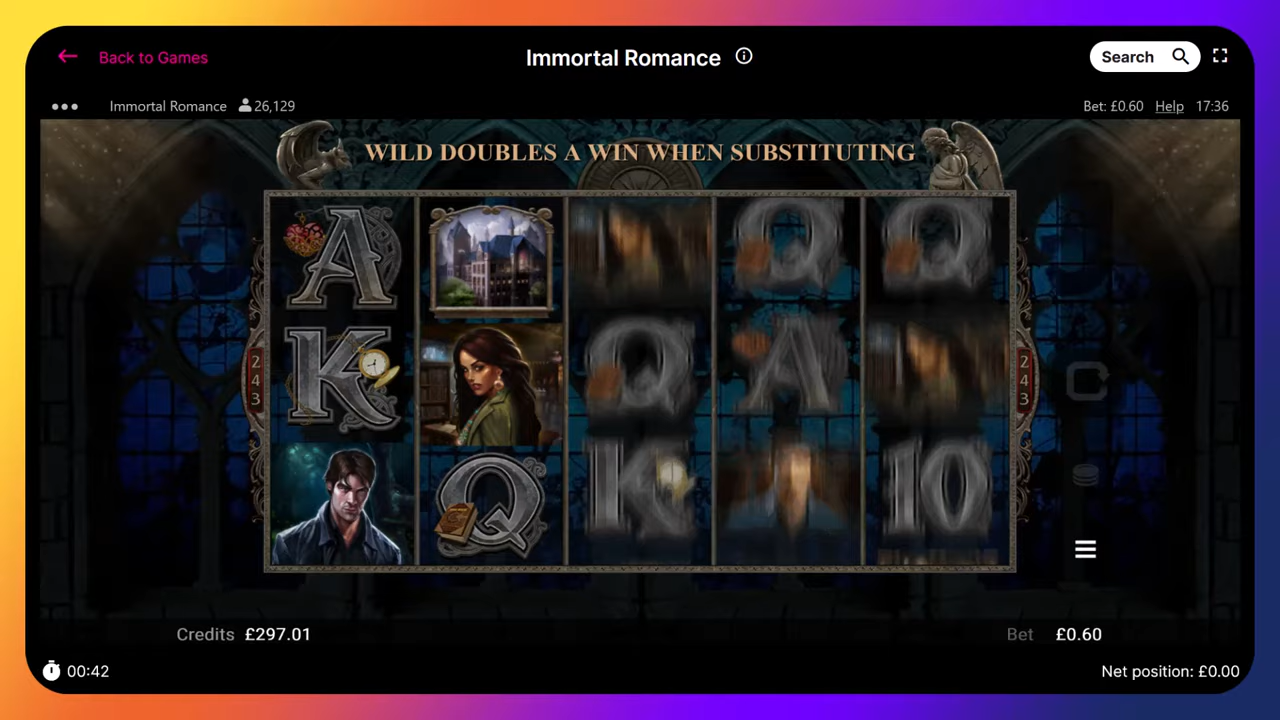 Back to Games
Immortal Romance
Search
Immortal Romance 26,129
Bet: £0.60 Help 17:36
WILD DOUBLES A WIN WHEN SUBSTITUTING
A
Q
Q
243
K
Q
A
243
Q
K
10
Credits £297.01
Bet £0.60
00:42
Net position: £0.00